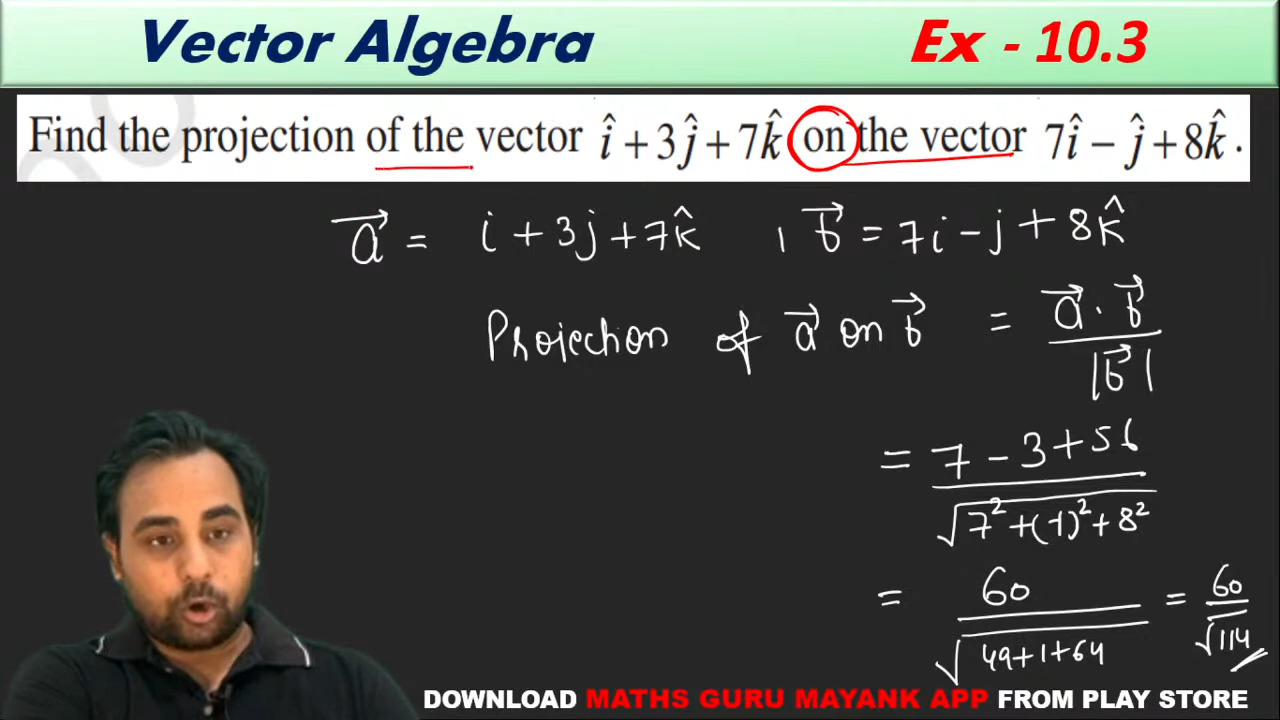 Vector Algebra Ex - 10.3
Find the projection of the vector î + 3ĵ + 7k̂ on the vector 7î − ĵ + 8k̂ .
a⃗ = i + 3j + 7k̂ , b⃗ = 7i − j + 8k̂
Projection of a⃗ on b⃗ = a⃗ · b⃗ / |b⃗|
= 7 − 3 + 56 / √7² + (-1)² + 8²
= 60 / √49+1+64 = 60 / √114
DOWNLOAD MATHS GURU MAYANK APP FROM PLAY STORE